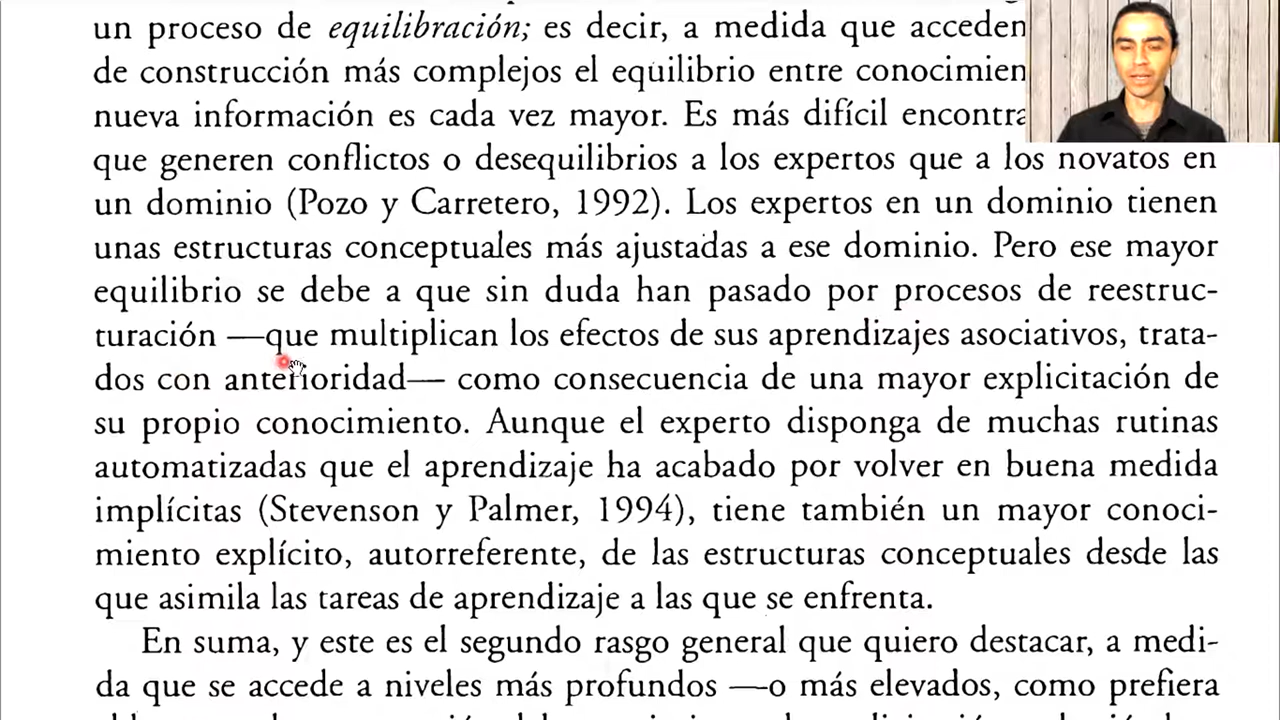 un proceso de equilibración; es decir, a medida que acceden
de construcción más complejos el equilibrio entre
nueva información es cada vez mayor. Es más difícil
que generen conflictos o desequilibrios a los expertos que a los novatos en
un dominio (Pozo y Carretero, 1992). Los expertos en un dominio tienen
unas estructuras conceptuales más ajustadas a ese dominio. Pero ese mayor
equilibrio se debe a que sin duda han pasado por procesos de reestruc-
turación —que multiplican los efectos de sus aprendizajes asociativos, trata-
dos con anterioridad— como consecuencia de una mayor explicitación de
su propio conocimiento. Aunque el experto disponga de muchas rutinas
automatizadas que el aprendizaje ha acabado por volver en buena medida
implícitas (Stevenson y Palmer, 1994), tiene también un mayor conoci-
miento explícito, autorreferente, de las estructuras conceptuales desde las
que asimila las tareas de aprendizaje a las que se enfrenta.
En suma, y este es el segundo rasgo general que quiero destacar, a medi-
da que se accede a niveles más profundos —o más elevados, como prefiera